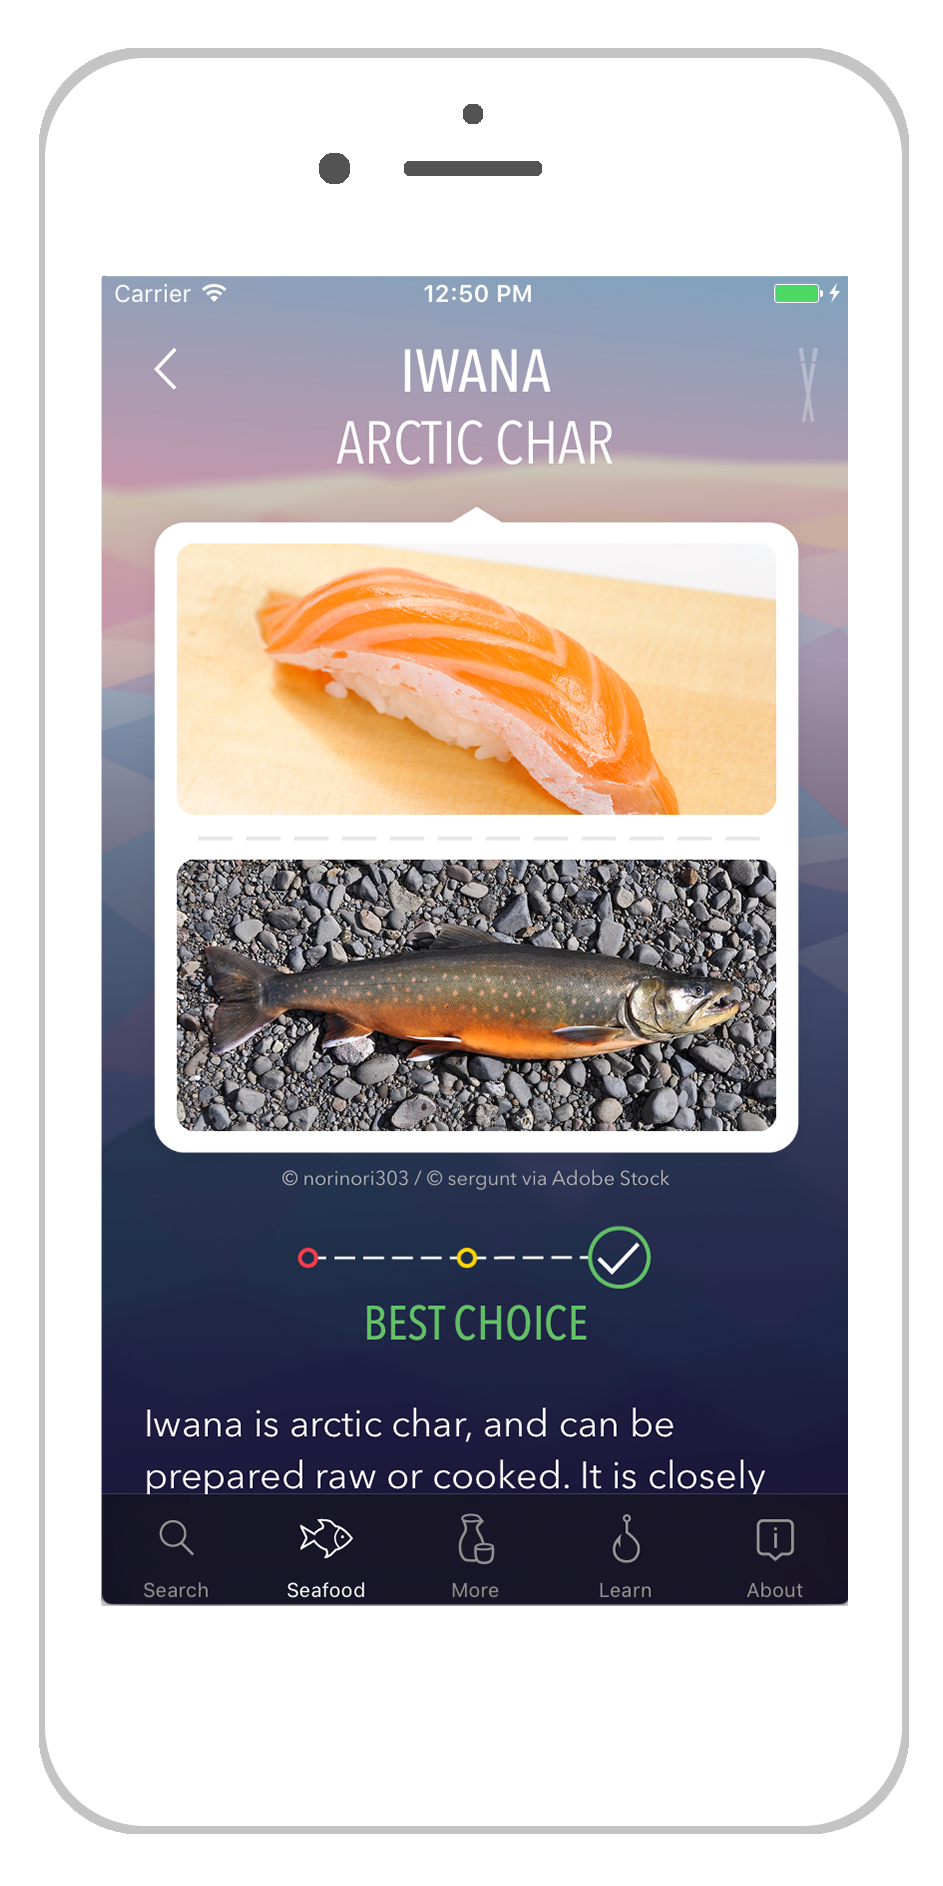 Carrier
12:50 PM
IWANA
ARCTIC CHAR
© norinori303 / © sergunt via Adobe Stock
BEST CHOICE
Iwana is arctic char, and can be
prepared raw or cooked. It is closely
Search
Seafood
More
Learn
About